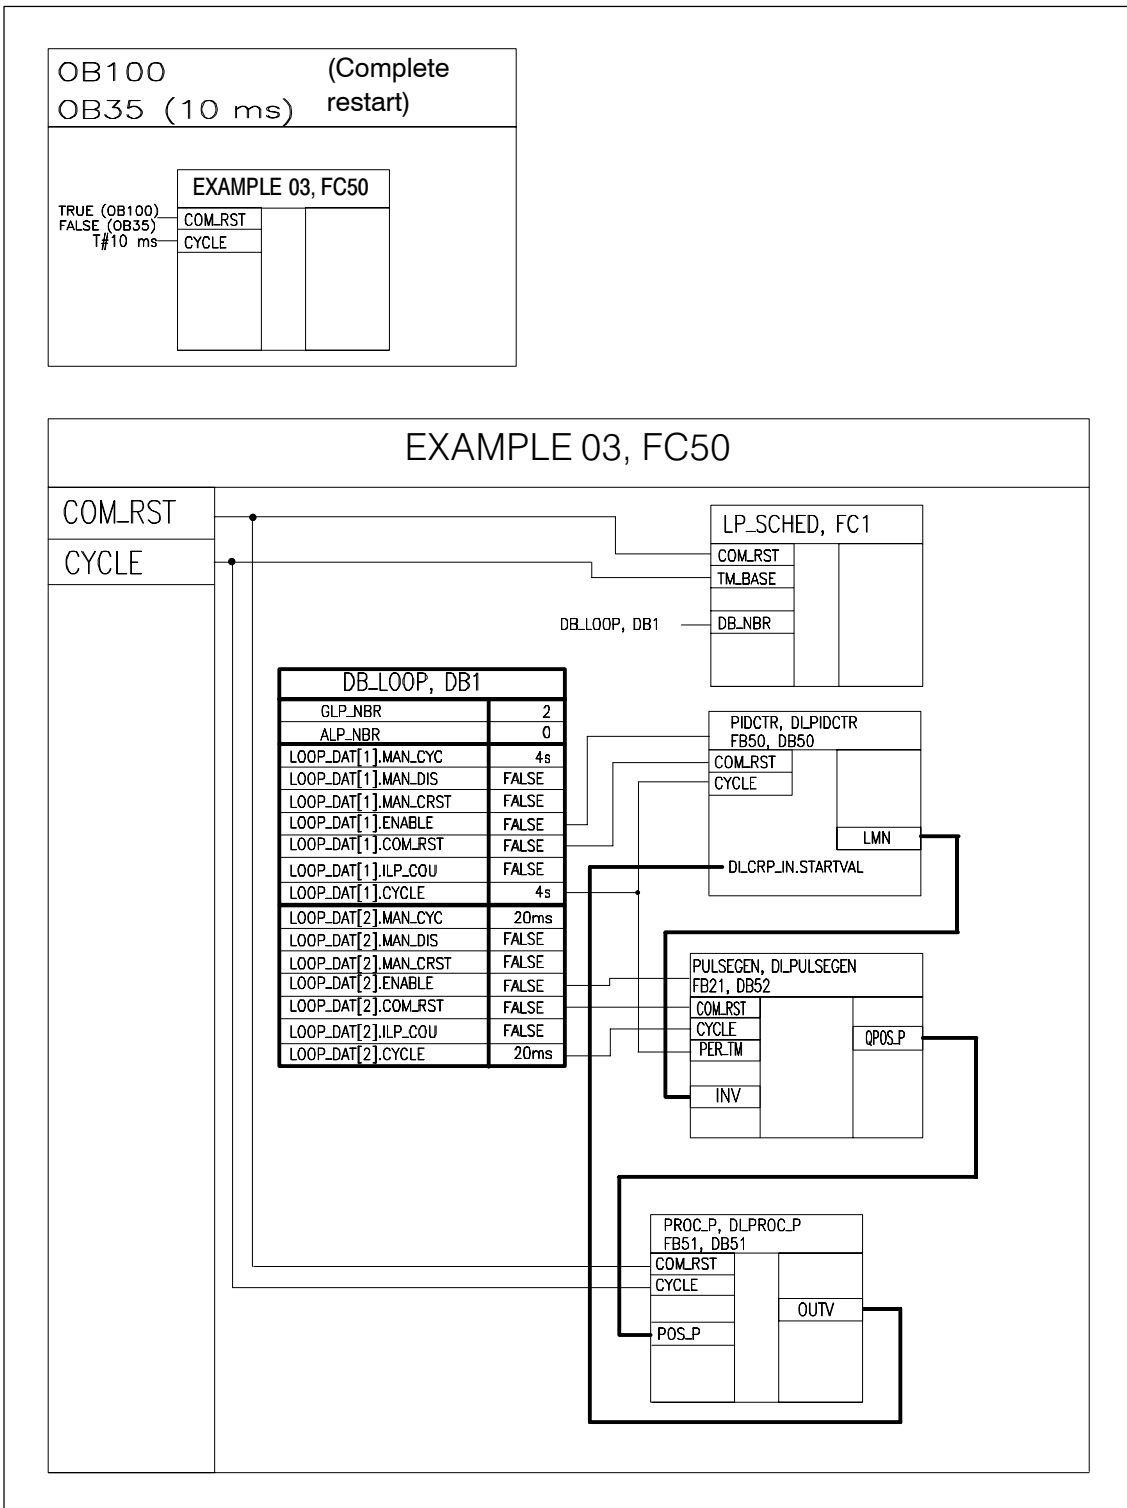 OB100 (Complete
OB35 (10 ms) restart)
EXAMPLE 03, FC50
TRUE (OB100)
FALSE (OB35)
T#10 ms
COM_RST
CYCLE
EXAMPLE 03, FC50
COM_RST
CYCLE
LP_SCHED, FC1
COM_RST
TM_BASE
DB_LOOP, DB1
DB_NBR
DB_LOOP, DB1
GLP_NBR 2
ALP_NBR 0
LOOP_DAT[1].MAN_CYC 4s
LOOP_DAT[1].MAN_DIS FALSE
LOOP_DAT[1].MAN_CRST FALSE
LOOP_DAT[1].ENABLE FALSE
LOOP_DAT[1].COM_RST FALSE
LOOP_DAT[1].ILP_COU FALSE
LOOP_DAT[1].CYCLE 4s
LOOP_DAT[2].MAN_CYC 20ms
LOOP_DAT[2].MAN_DIS FALSE
LOOP_DAT[2].MAN_CRST FALSE
LOOP_DAT[2].ENABLE FALSE
LOOP_DAT[2].COM_RST FALSE
LOOP_DAT[2].ILP_COU FALSE
LOOP_DAT[2].CYCLE 20ms
PIDCTR, DI_PIDCTR
FB50, DB50
COM_RST
CYCLE
LMN
DI_CRP_IN.STARTVAL
PULSEGEN, DI_PULSEGEN
FB21, DB52
COM_RST
CYCLE
QPOS_P
PER_TM
INV
PROC_P, DI_PROC_P
FB51, DB51
COM_RST
CYCLE
OUTV
POS_P